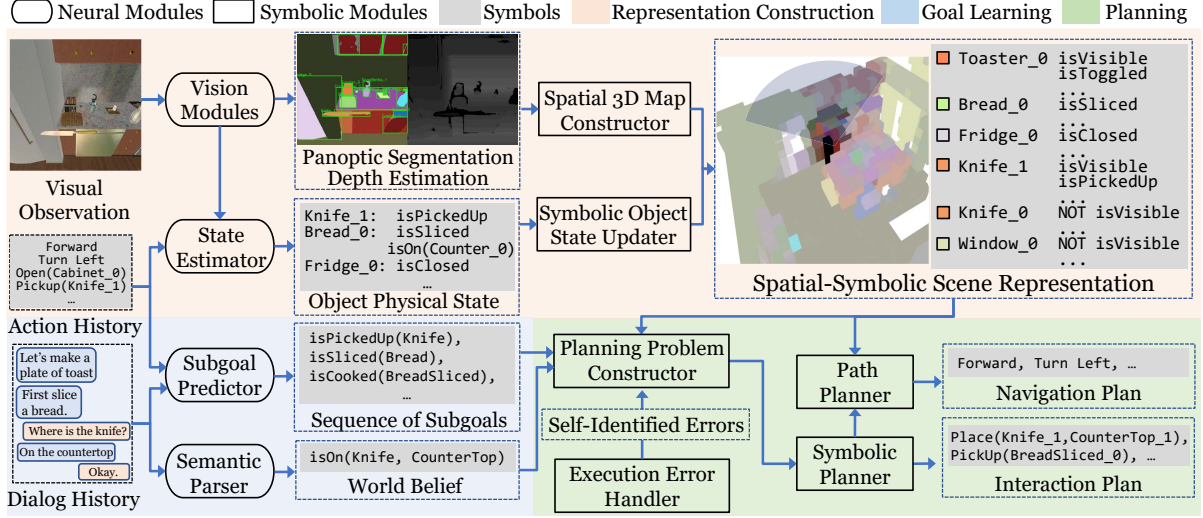 Neural Modules
Symbolic Modules
Symbols
Representation Construction
Goal Learning
Planning
Visual
Observation
Vision
Modules
Panoptic Segmentation
Depth Estimation
Spatial 3D Map
Constructor
Toaster_0 isVisible
isToggled
...
Bread_0 isSliced
...
Fridge_0 isClosed
...
Knife_1 isVisible
isPickedUp
...
Knife_0 NOT isVisible
...
Window_0 NOT isVisible
...
Spatial-Symbolic Scene Representation
Forward
Turn Left
Open(Cabinet_0)
Pickup(Knife_1)
…
Action History
State
Estimator
Knife_1: isPickedUp
Bread_0: isSliced
isOn(Counter_0)
Fridge_0: isClosed
…
Object Physical State
Symbolic Object
State Updater
Let's make a
plate of toast
First slice
a bread.
Where is the knife?
On the countertop
Okay.
Dialog History
Subgoal
Predictor
isPickedUp(Knife),
isSliced(Bread),
isCooked(BreadSliced),
…
Sequence of Subgoals
Semantic
Parser
isOn(Knife, CounterTop)
World Belief
Planning Problem
Constructor
Self-Identified Errors
Execution Error
Handler
Path
Planner
Symbolic
Planner
Forward, Turn Left, …
Navigation Plan
Place(Knife_1,CounterTop_1),
PickUp(BreadSliced_0), …
Interaction Plan